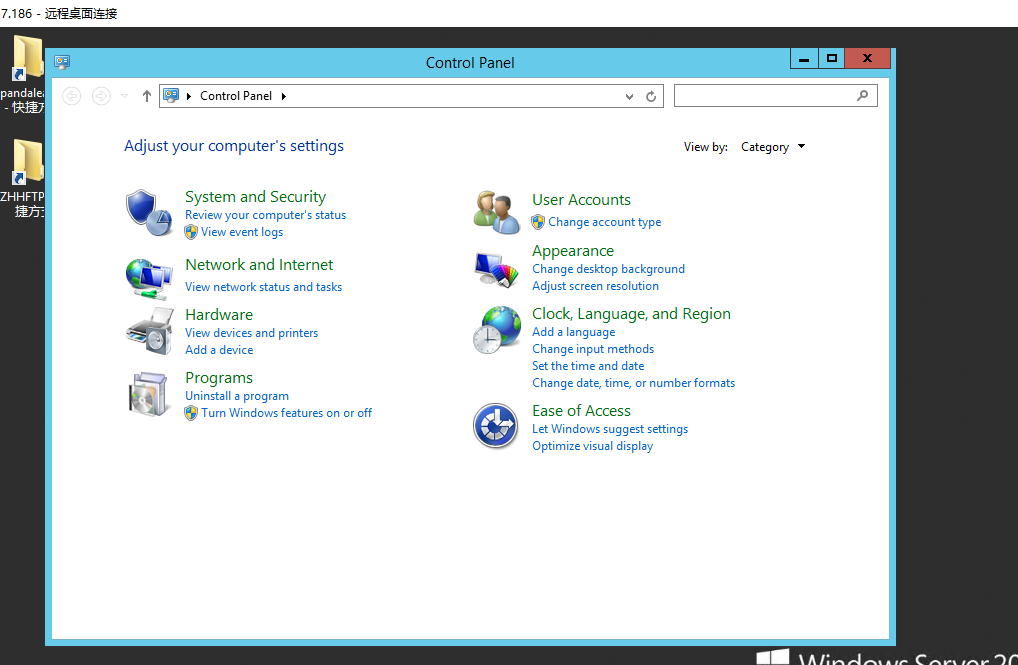 7.186 - 远程桌面连接
Control Panel
Control Panel
pandalea
- 快捷方
ZHHFTP
捷方式
Adjust your computer's settings
View by: Category
System and Security
Review your computer's status
View event logs
Network and Internet
View network status and tasks
Hardware
View devices and printers
Add a device
Programs
Uninstall a program
Turn Windows features on or off
User Accounts
Change account type
Appearance
Change desktop background
Adjust screen resolution
Clock, Language, and Region
Add a language
Change input methods
Set the time and date
Change date, time, or number formats
Ease of Access
Let Windows suggest settings
Optimize visual display
Windows Server 20